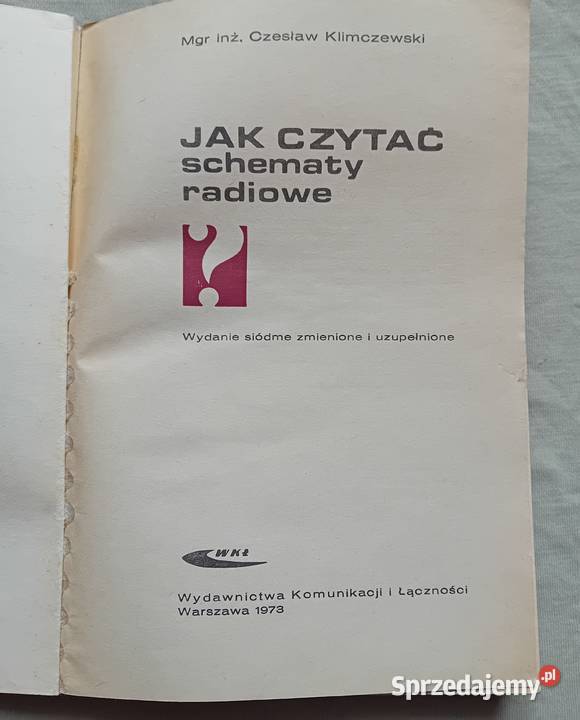 Mgr inż. Czesław Klimczewski
JAK CZYTAĆ
schematy
radiowe
?
Wydanie siódme zmienione i uzupełnione
WKŁ
Wydawnictwa Komunikacji i Łączności
Warszawa 1973
Sprzedajemy.pl